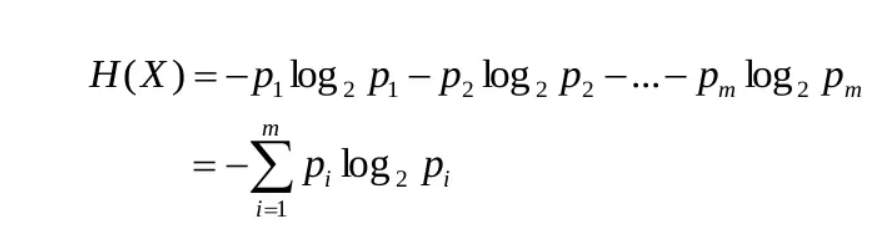 H(X) = −p₁ log₂ p₁ − p₂ log₂ p₂ − ... − pₘ log₂ pₘ
= −∑ᵢ₌₁ᵐ pᵢ log₂ pᵢ